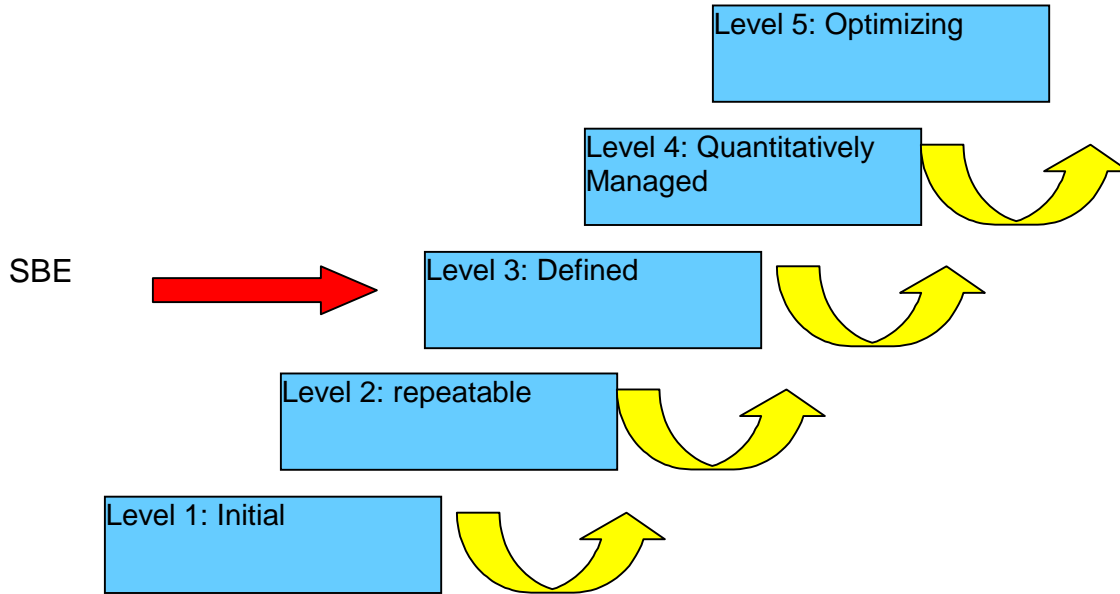 Level 5: Optimizing
Level 4: Quantitatively
Managed
SBE
Level 3: Defined
Level 2: repeatable
Level 1: Initial